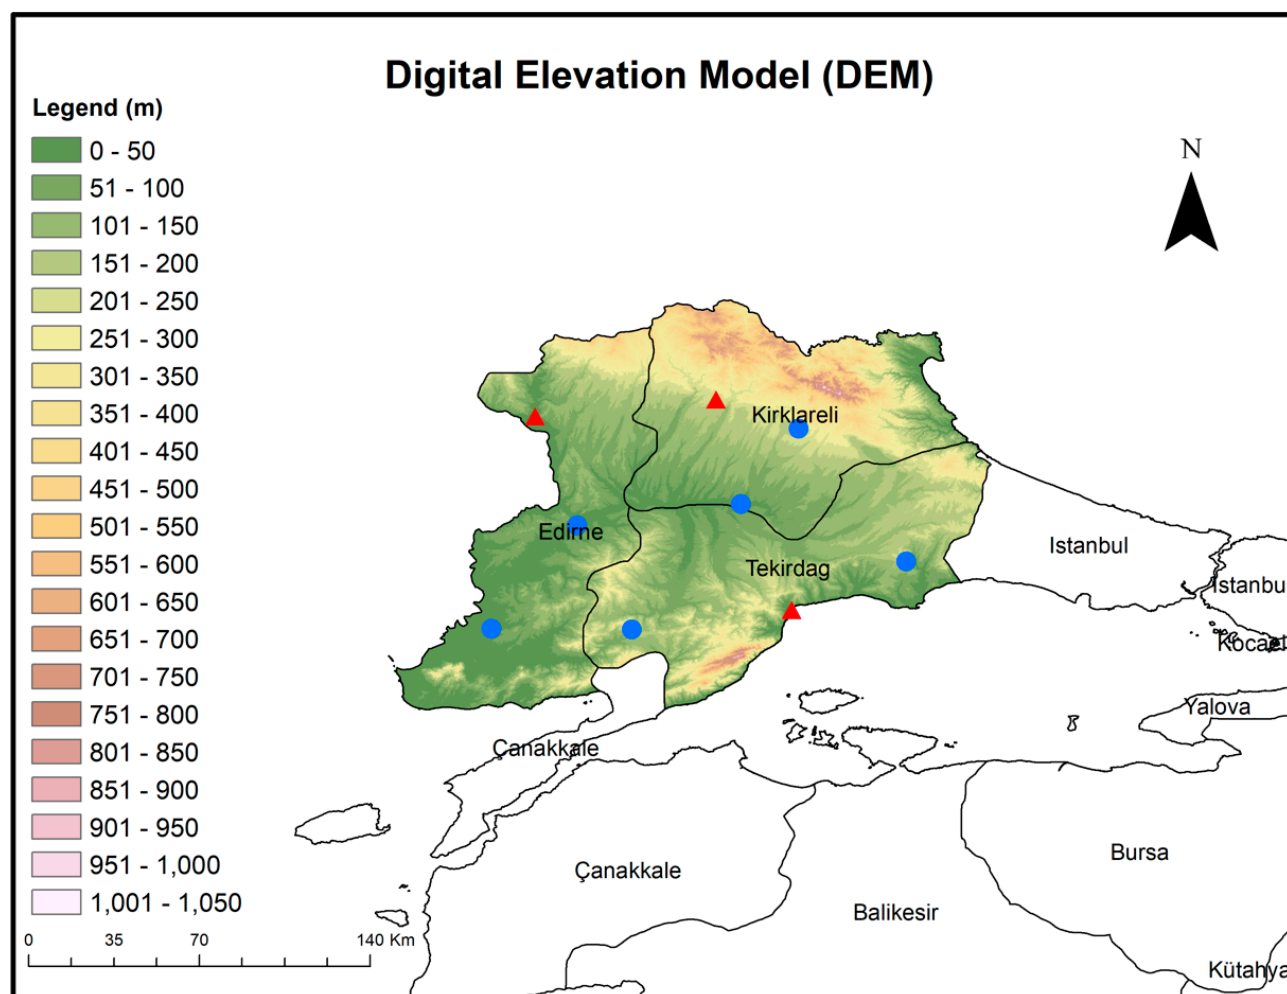 Digital Elevation Model (DEM)
Legend (m)
0 - 50
51 - 100
101 - 150
151 - 200
201 - 250
251 - 300
301 - 350
351 - 400
401 - 450
451 - 500
501 - 550
551 - 600
601 - 650
651 - 700
701 - 750
751 - 800
801 - 850
851 - 900
901 - 950
951 - 1,000
1,001 - 1,050
0 35 70 140 Km
N
Kirklareli
Edirne
Tekirdag
Istanbul
Istanbu
Kocaeli
Yalova
Çanakkale
Çanakkale
Bursa
Balikesir
Kütahya